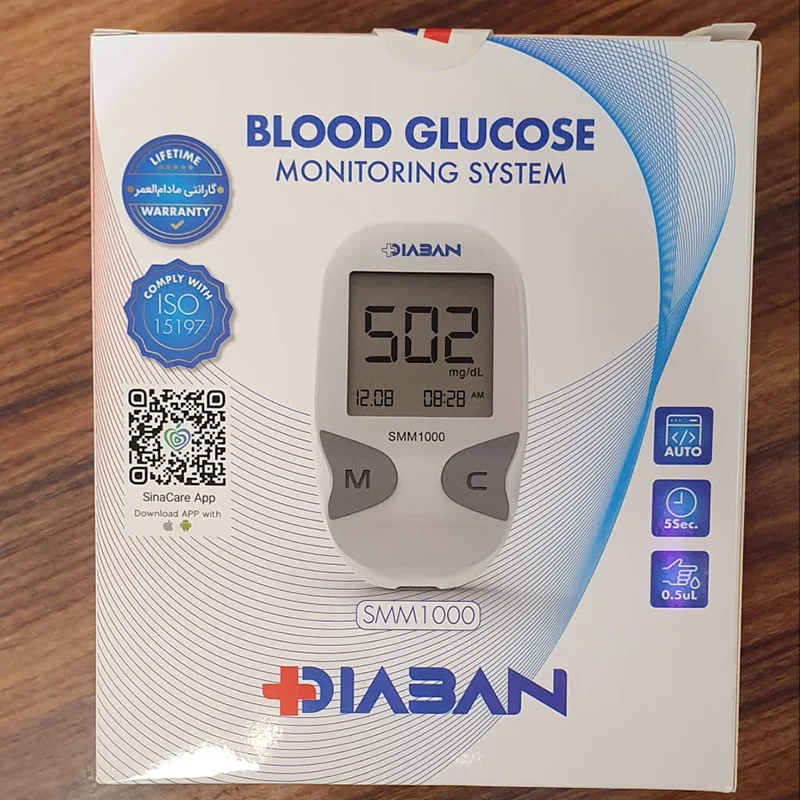 BLOOD GLUCOSE
MONITORING SYSTEM
LIFETIME
گارانتی مادام‌العمر
WARRANTY
COMPLY WITH
ISO
15197
SinaCare App
Download APP with
DIABAN
502
mg/dL
12.08 08:28 AM
SMM1000
M C
AUTO
5Sec.
0.5uL
SMM1000
DIABAN